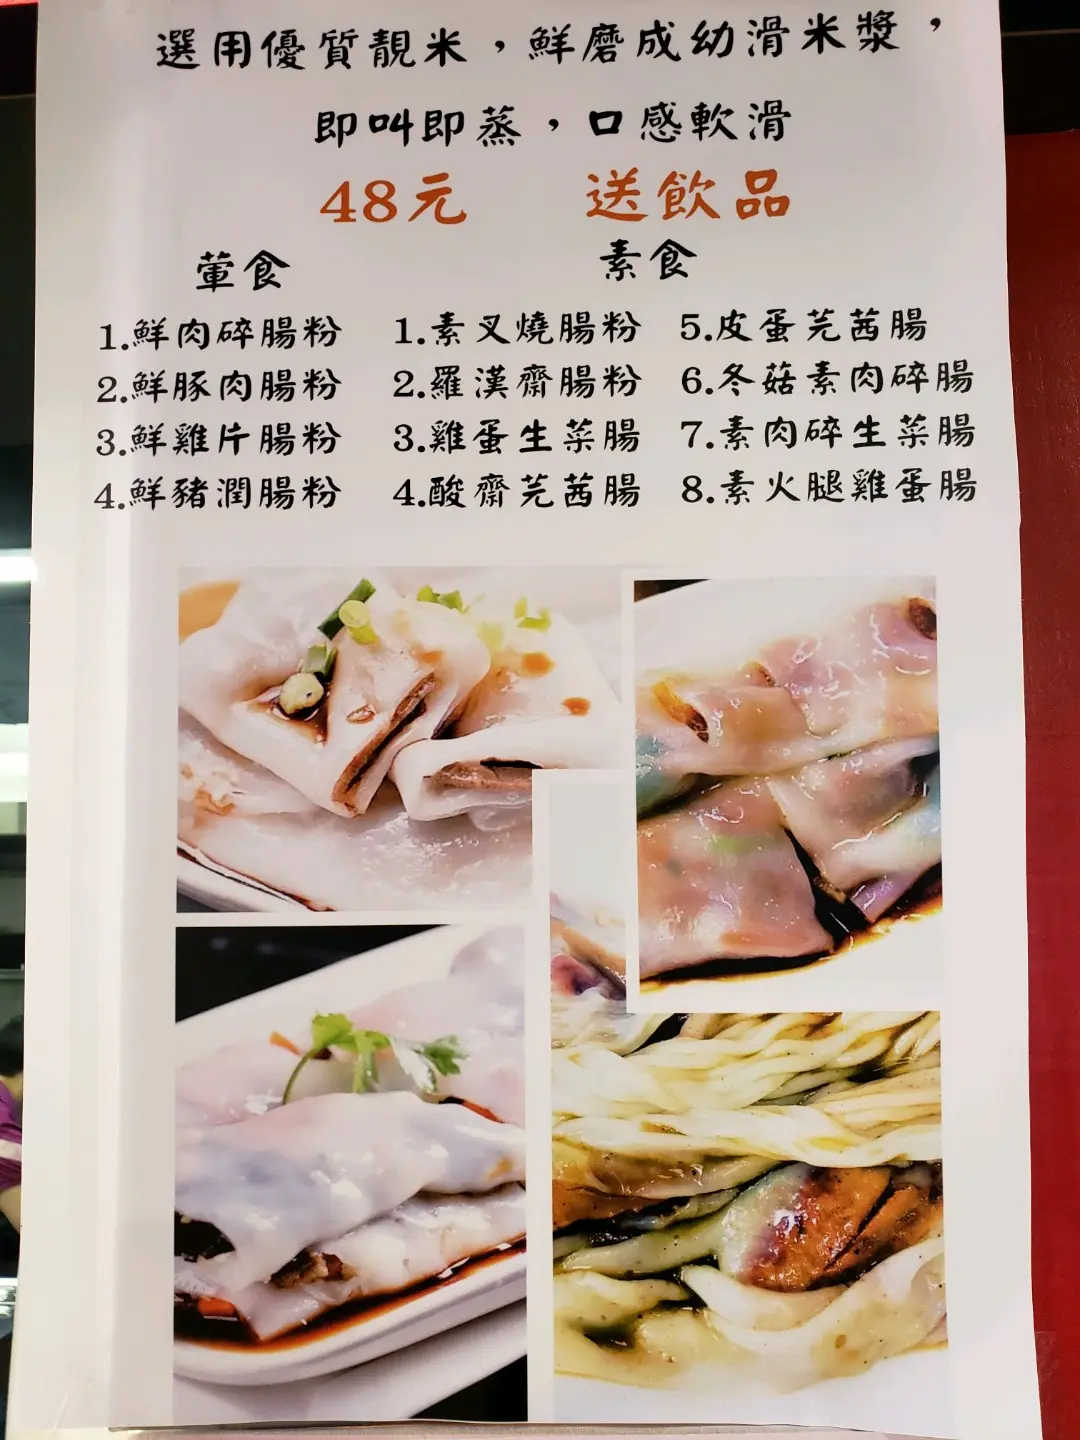 選用優質靚米，鮮磨成幼滑米漿，
即叫即蒸，口感軟滑
48元 送飲品
葷食
1.鮮肉碎腸粉
2.鮮豚肉腸粉
3.鮮雞片腸粉
4.鮮豬潤腸粉
素食
1.素叉燒腸粉
2.羅漢齋腸粉
3.雞蛋生菜腸
4.酸齋芫茜腸
5.皮蛋芫茜腸
6.冬菇素肉碎腸
7.素肉碎生菜腸
8.素火腿雞蛋腸